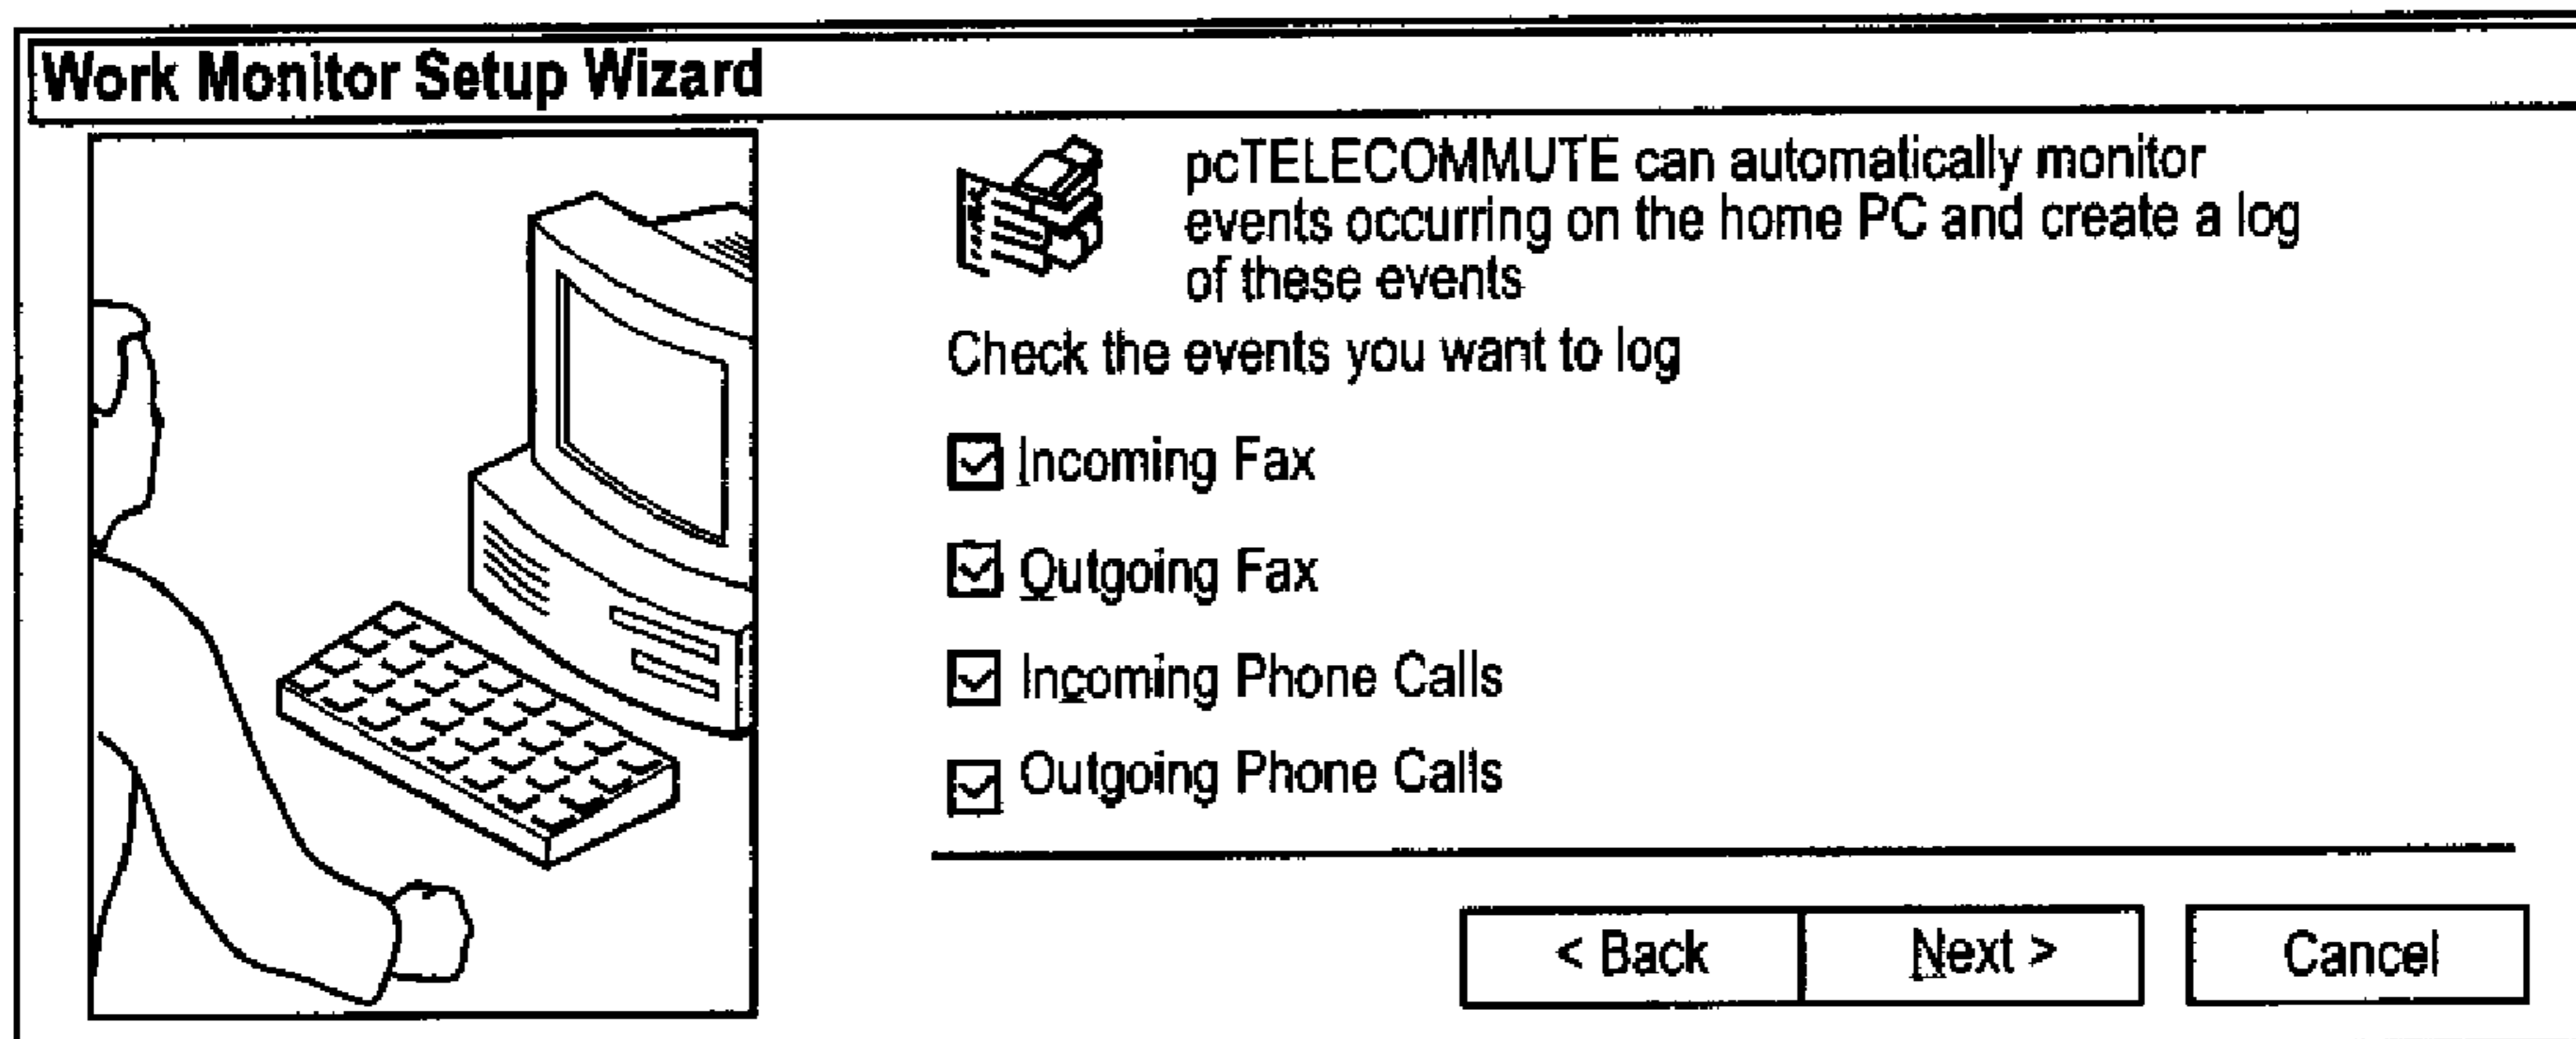 Work Monitor Setup Wizard
pcTELECOMMUTE can automatically monitor
events occurring on the home PC and create a log
of these events
Check the events you want to log
Incoming Fax
Outgoing Fax
Incoming Phone Calls
Outgoing Phone Calls
< Back
Next >
Cancel